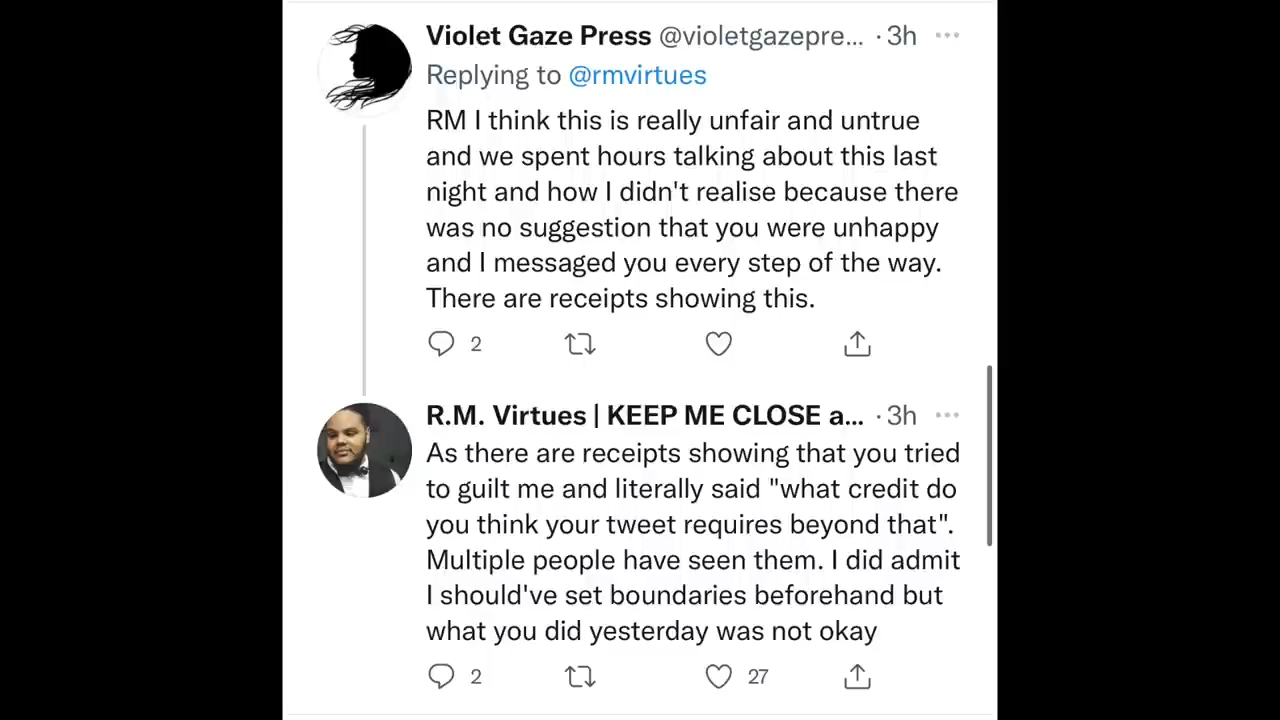 Violet Gaze Press @violetgazepre... · 3h ···
Replying to @rmvirtues
RM I think this is really unfair and untrue
and we spent hours talking about this last
night and how I didn't realise because there
was no suggestion that you were unhappy
and I messaged you every step of the way.
There are receipts showing this.
2
R.M. Virtues | KEEP ME CLOSE a... · 3h ···
As there are receipts showing that you tried
to guilt me and literally said "what credit do
you think your tweet requires beyond that".
Multiple people have seen them. I did admit
I should've set boundaries beforehand but
what you did yesterday was not okay
2 27